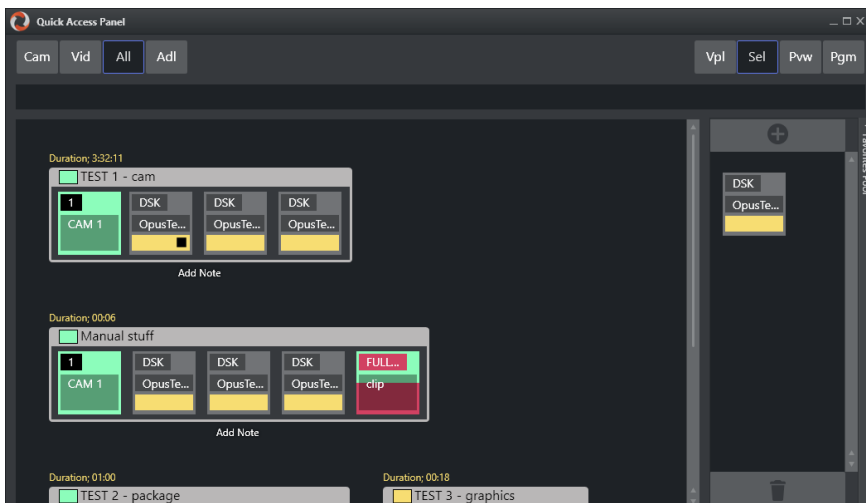 Quick Access Panel
Cam Vid All Adl Vpl Sel Pvw Pgm
Duration; 3:32:11
TEST 1 - cam
1 DSK DSK DSK
CAM 1 OpusTe... OpusTe... OpusTe...
Add Note
Duration; 00:06
Manual stuff
1 DSK DSK DSK FULL...
CAM 1 OpusTe... OpusTe... OpusTe... clip
Add Note
Duration; 01:00
TEST 2 - package
Duration; 00:18
TEST 3 - graphics
DSK
OpusTe...
Favorites Pool